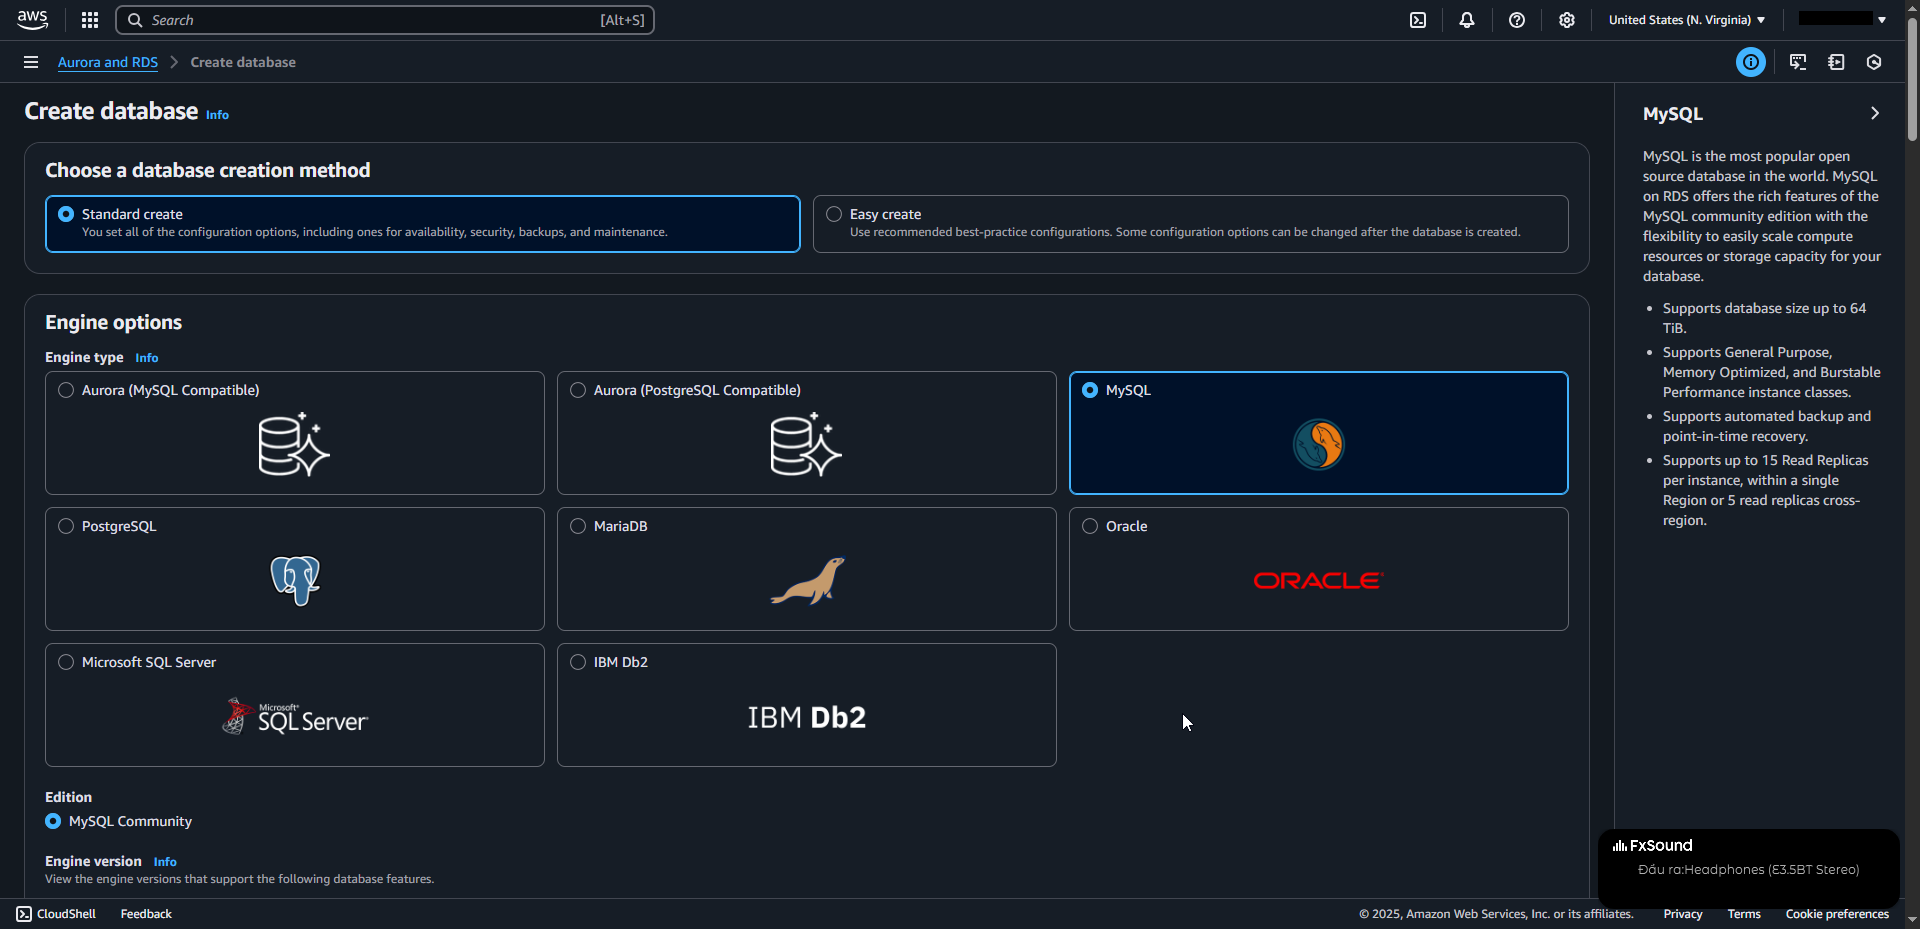 aws
Search [Alt+S]
United States (N. Virginia)
Aurora and RDS
Create database
Create database Info
Choose a database creation method
Standard create
You set all of the configuration options, including ones for availability, security, backups, and maintenance.
Easy create
Use recommended best-practice configurations. Some configuration options can be changed after the database is created.
Engine options
Engine type Info
Aurora (MySQL Compatible)
Aurora (PostgreSQL Compatible)
MySQL
PostgreSQL
MariaDB
Oracle
ORACLE
Microsoft SQL Server
Microsoft®
SQL Server
IBM Db2
IBM Db2
Edition
MySQL Community
Engine version Info
View the engine versions that support the following database features.
MySQL
MySQL is the most popular open
source database in the world. MySQL
on RDS offers the rich features of the
MySQL community edition with the
flexibility to easily scale compute
resources or storage capacity for your
database.
• Supports database size up to 64
TiB.
• Supports General Purpose,
Memory Optimized, and Burstable
Performance instance classes.
• Supports automated backup and
point-in-time recovery.
• Supports up to 15 Read Replicas
per instance, within a single
Region or 5 read replicas cross-
region.
FxSound
Đầu ra:Headphones (E3.5BT Stereo)
CloudShell
Feedback
© 2025, Amazon Web Services, Inc. or its affiliates.
Privacy
Terms
Cookie preferences